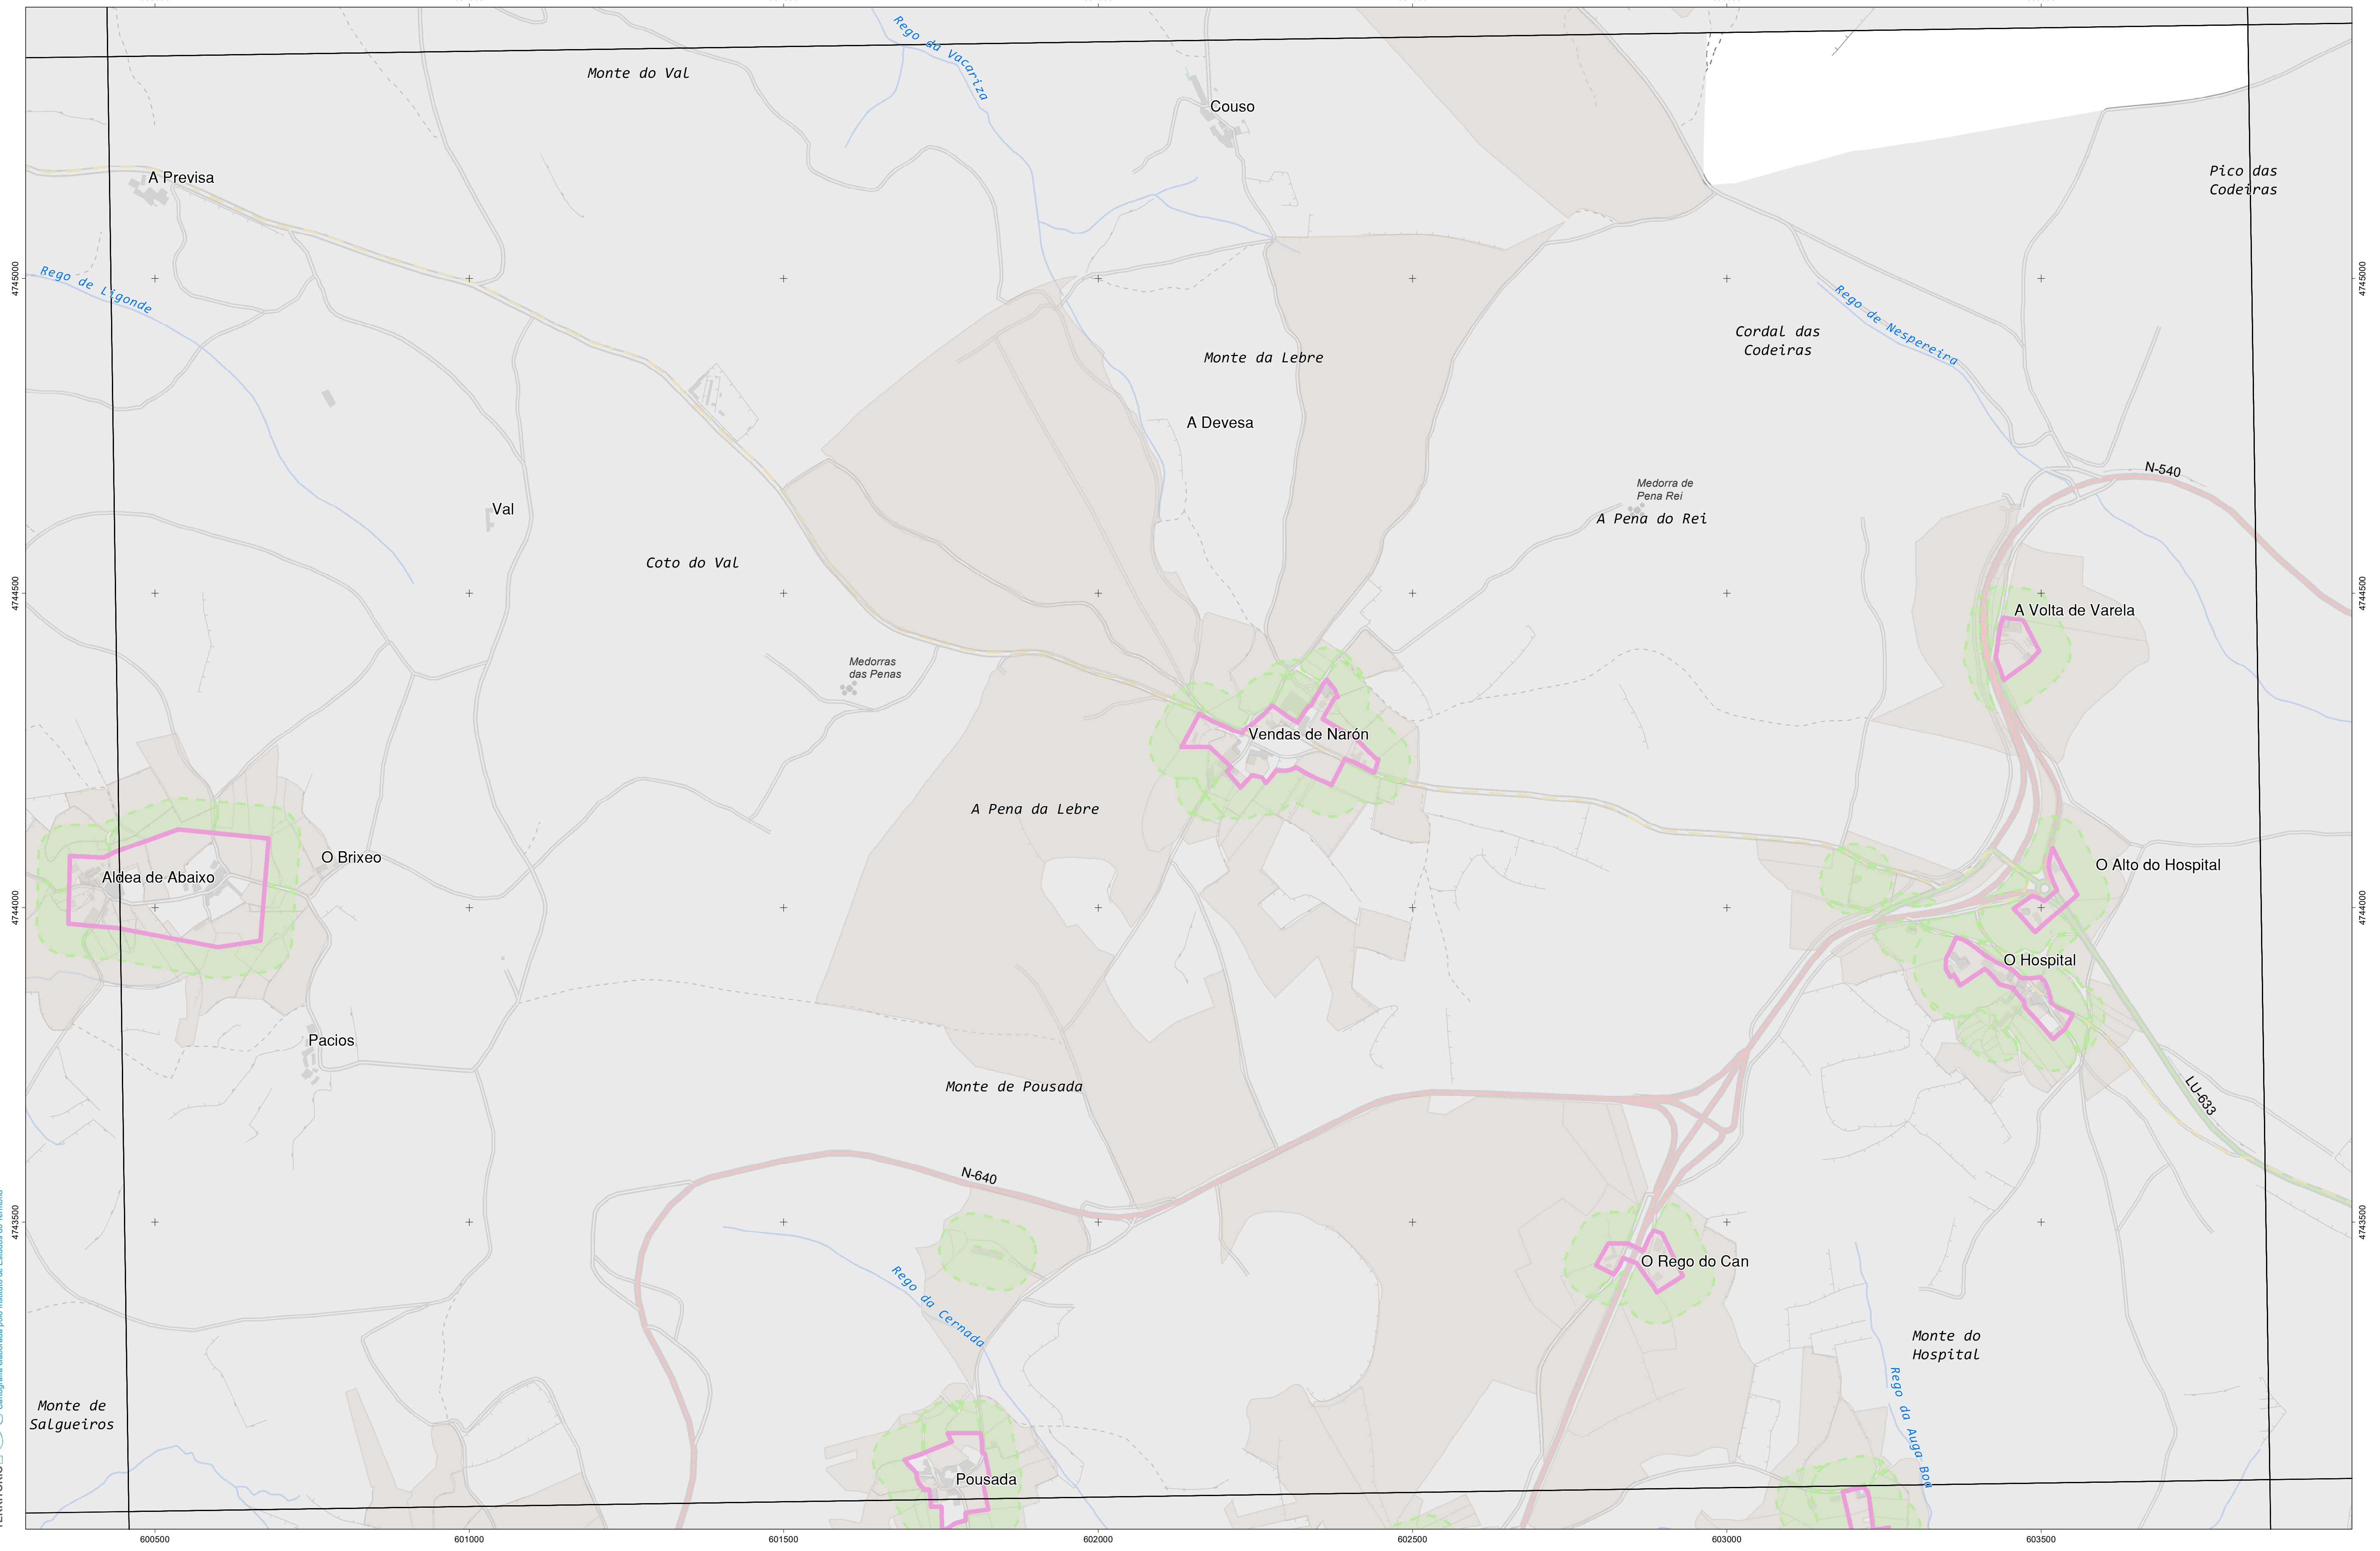 Rego da Vacariza
Monte do Val
Couso
A Previsa
Pico das
Codeiras
4745000
4745000
Rego de Ligonde
Rego de Nespereira
Cordal das
Codeiras
Monte da Lebre
A Devesa
N-540
Medorra de
Pena Rei
Val
A Pena do Rei
Coto do Val
4744500
4744500
A Volta de Varela
Medorras
das Penas
Vendas de Narón
A Pena da Lebre
O Brixeo
O Alto do Hospital
Aldea de Abaixo
4744000
4744000
O Hospital
Pacios
Monte de Pousada
LU-633
N-640
4743500
4743500
O Rego do Can
Rego da Cernada
Monte do
Hospital
Rego da Auga Boa
Monte de
Salgueiros
Pousada
600500
601000
601500
602000
602500
603000
603500